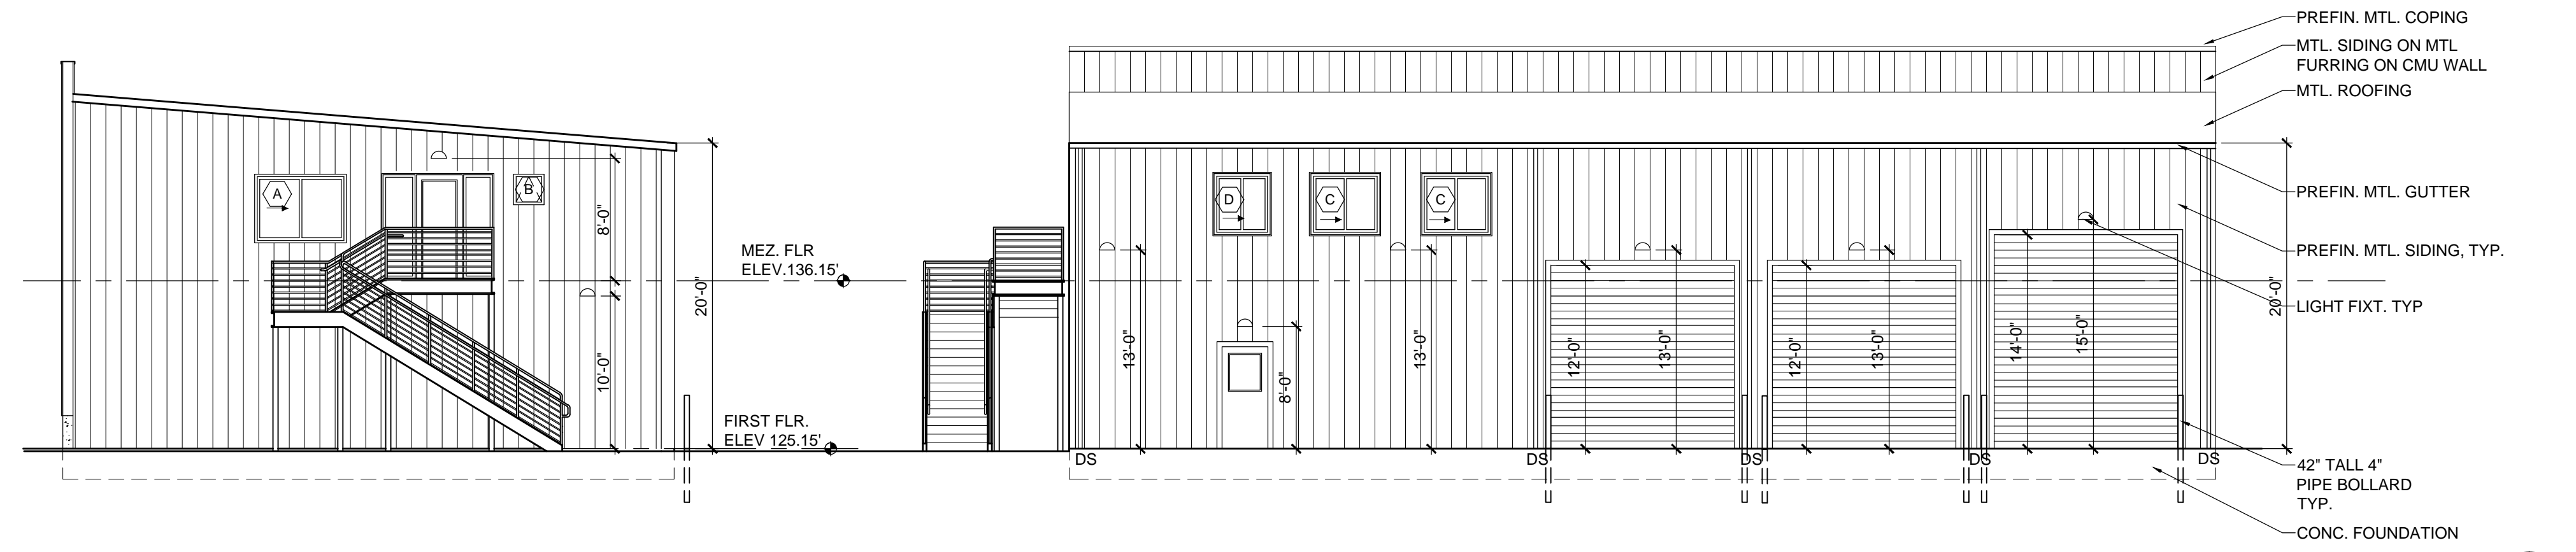 PREFIN. MTL. COPING
MTL. SIDING ON MTL
FURRING ON CMU WALL
MTL. ROOFING
A
B
8'-0"
10'-0"
20'-0"
MEZ. FLR
ELEV.136.15'
FIRST FLR.
ELEV 125.15'
D
C
C
13'-0"
8'-0"
13'-0"
12'-0"
13'-0"
12'-0"
13'-0"
14'-0"
15'-0"
20'-0"
PREFIN. MTL. GUTTER
PREFIN. MTL. SIDING, TYP.
LIGHT FIXT. TYP
DS
DS
DS
DS
DS
42" TALL 4"
PIPE BOLLARD
TYP.
CONC. FOUNDATION